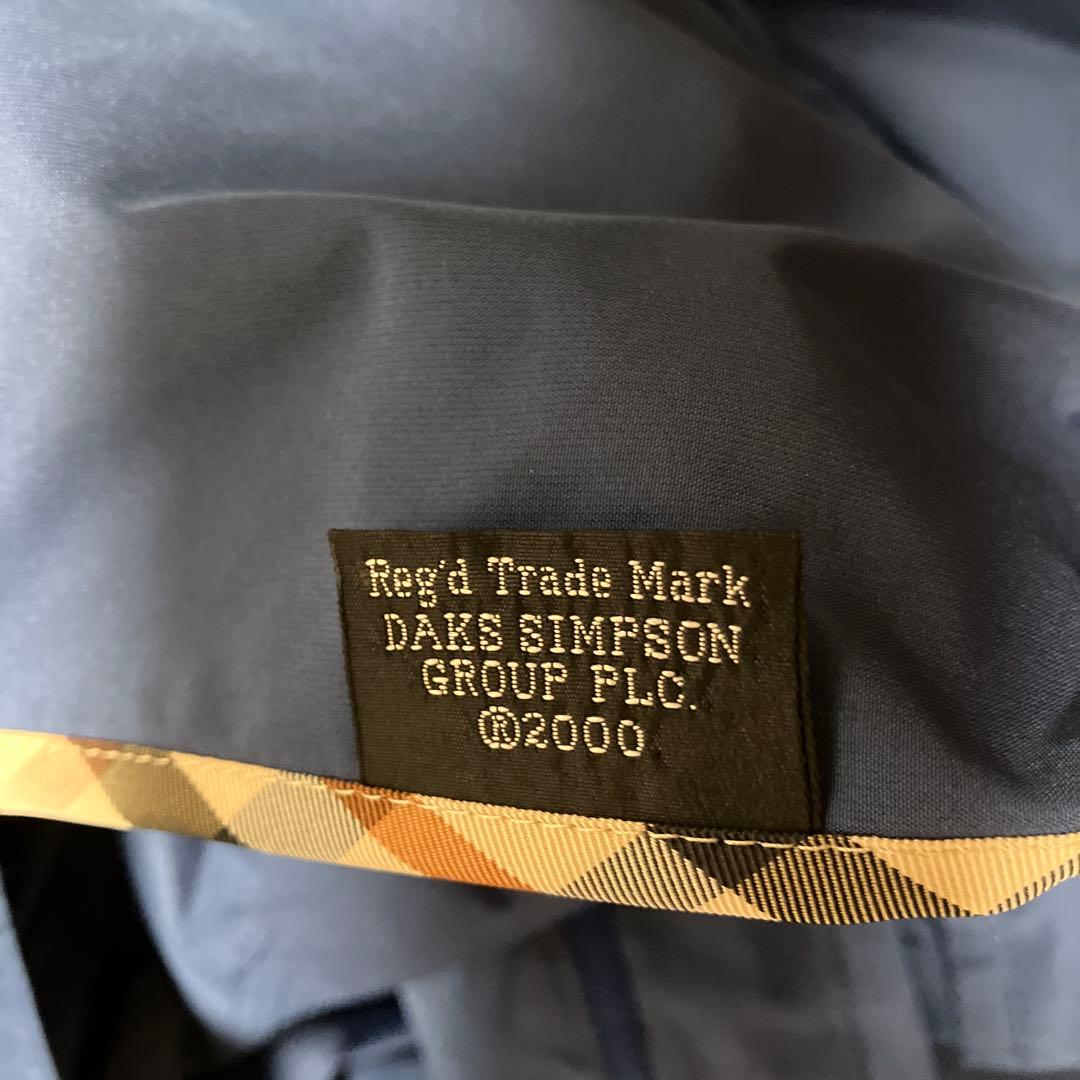 Reg'd Trade Mark
DAKS SIMPSON
GROUP PLC.
®2000